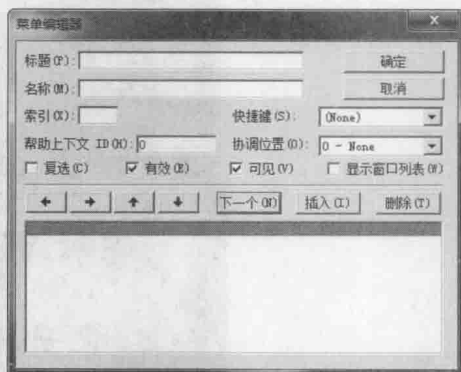 菜单编辑器
标题(P): 确定
名称(M): 取消
索引(X): 快捷键(S): (None)
帮助上下文 ID(H): 0 协调位置(O): 0 - None
复选(C) 有效(E) 可见(V) 显示窗口列表(W)
下一个(N) 插入(I) 删除(T)